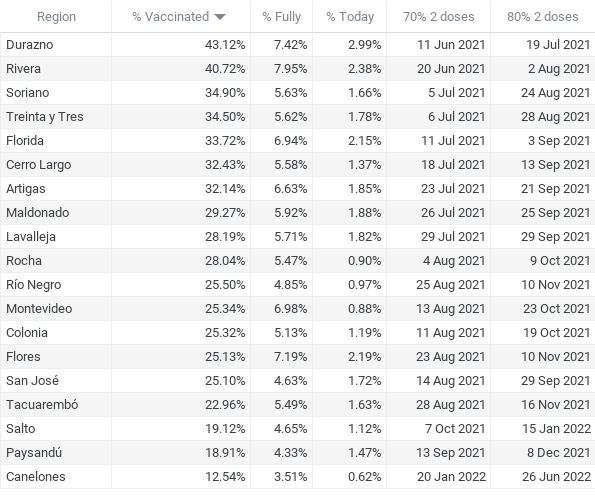 Region % Vaccinated % Fully % Today 70% 2 doses 80% 2 doses
Durazno 43.12% 7.42% 2.99% 11 Jun 2021 19 Jul 2021
Rivera 40.72% 7.95% 2.38% 20 Jun 2021 2 Aug 2021
Soriano 34.90% 5.63% 1.66% 5 Jul 2021 24 Aug 2021
Treinta y Tres 34.50% 5.62% 1.78% 6 Jul 2021 28 Aug 2021
Florida 33.72% 6.94% 2.15% 11 Jul 2021 3 Sep 2021
Cerro Largo 32.43% 5.58% 1.37% 18 Jul 2021 13 Sep 2021
Artigas 32.14% 6.63% 1.85% 23 Jul 2021 21 Sep 2021
Maldonado 29.27% 5.92% 1.88% 26 Jul 2021 25 Sep 2021
Lavalleja 28.19% 5.71% 1.82% 29 Jul 2021 29 Sep 2021
Rocha 28.04% 5.47% 0.90% 4 Aug 2021 9 Oct 2021
Río Negro 25.50% 4.85% 0.97% 25 Aug 2021 10 Nov 2021
Montevideo 25.34% 6.98% 0.88% 13 Aug 2021 23 Oct 2021
Colonia 25.32% 5.13% 1.19% 11 Aug 2021 19 Oct 2021
Flores 25.13% 7.19% 2.19% 23 Aug 2021 10 Nov 2021
San José 25.10% 4.63% 1.72% 14 Aug 2021 29 Sep 2021
Tacuarembó 22.96% 5.49% 1.63% 28 Aug 2021 16 Nov 2021
Salto 19.12% 4.65% 1.12% 7 Oct 2021 15 Jan 2022
Paysandú 18.91% 4.33% 1.47% 13 Sep 2021 8 Dec 2021
Canelones 12.54% 3.51% 0.62% 20 Jan 2022 26 Jun 2022